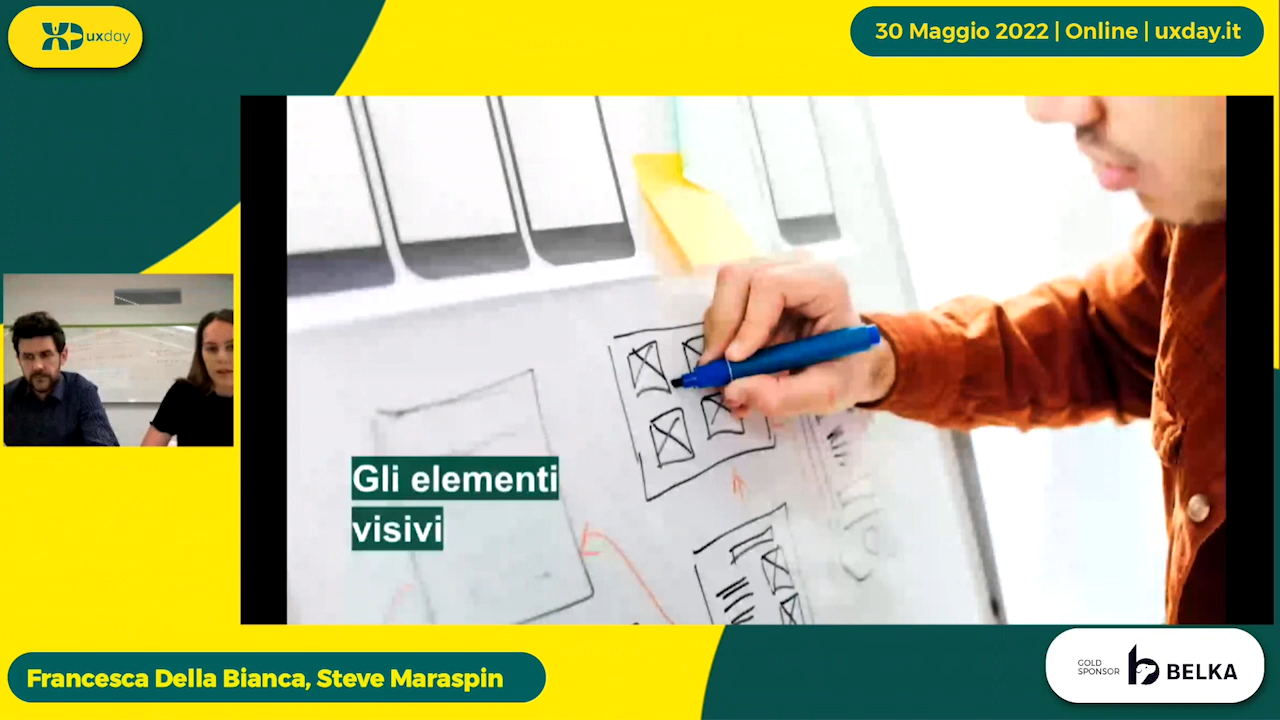 uxday
30 Maggio 2022 | Online | uxday.it
Gli elementi
visivi
Francesca Della Bianca, Steve Maraspin
GOLD
SPONSOR
BELKA